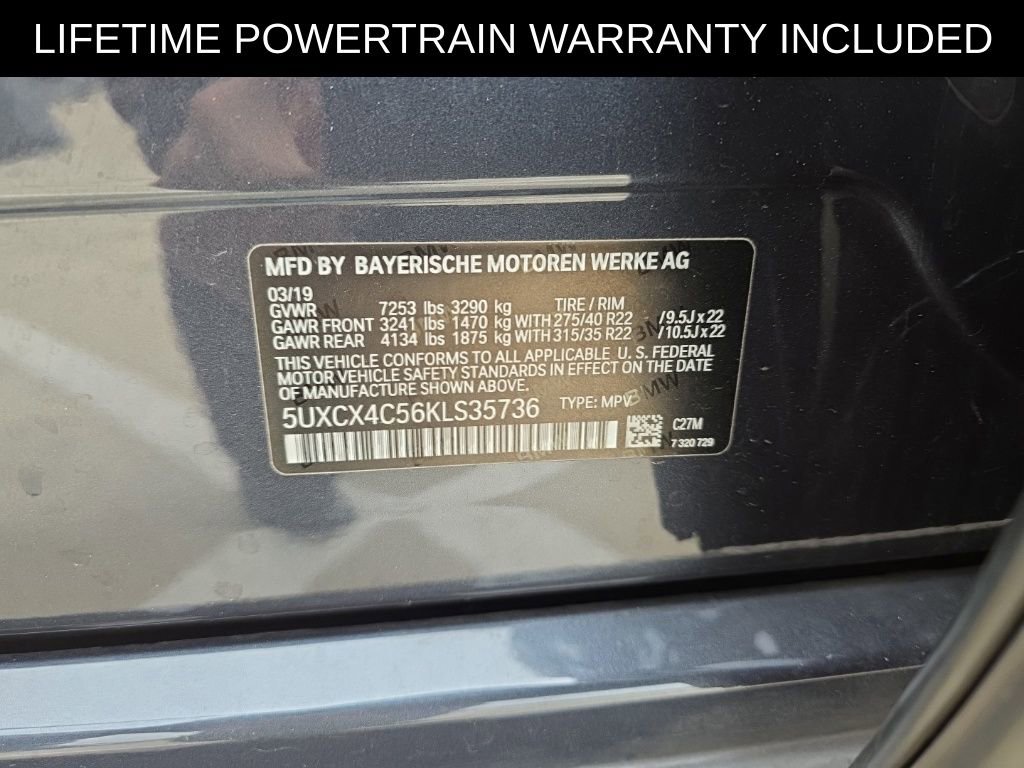 LIFETIME POWERTRAIN WARRANTY INCLUDED
MFD BY BAYERISCHE MOTOREN WERKE AG
03/19
GVWR 7253 lbs 3290 kg TIRE / RIM
GAWR FRONT 3241 lbs 1470 kg WITH 275/40 R22 /9.5J x 22
GAWR REAR 4134 lbs 1875 kg WITH 315/35 R22 /10.5J x 22
THIS VEHICLE CONFORMS TO ALL APPLICABLE U. S. FEDERAL
MOTOR VEHICLE SAFETY STANDARDS IN EFFECT ON THE DATE
OF MANUFACTURE SHOWN ABOVE.
5UXCX4C56KLS35736 TYPE: MPV
C27M
7 320 729